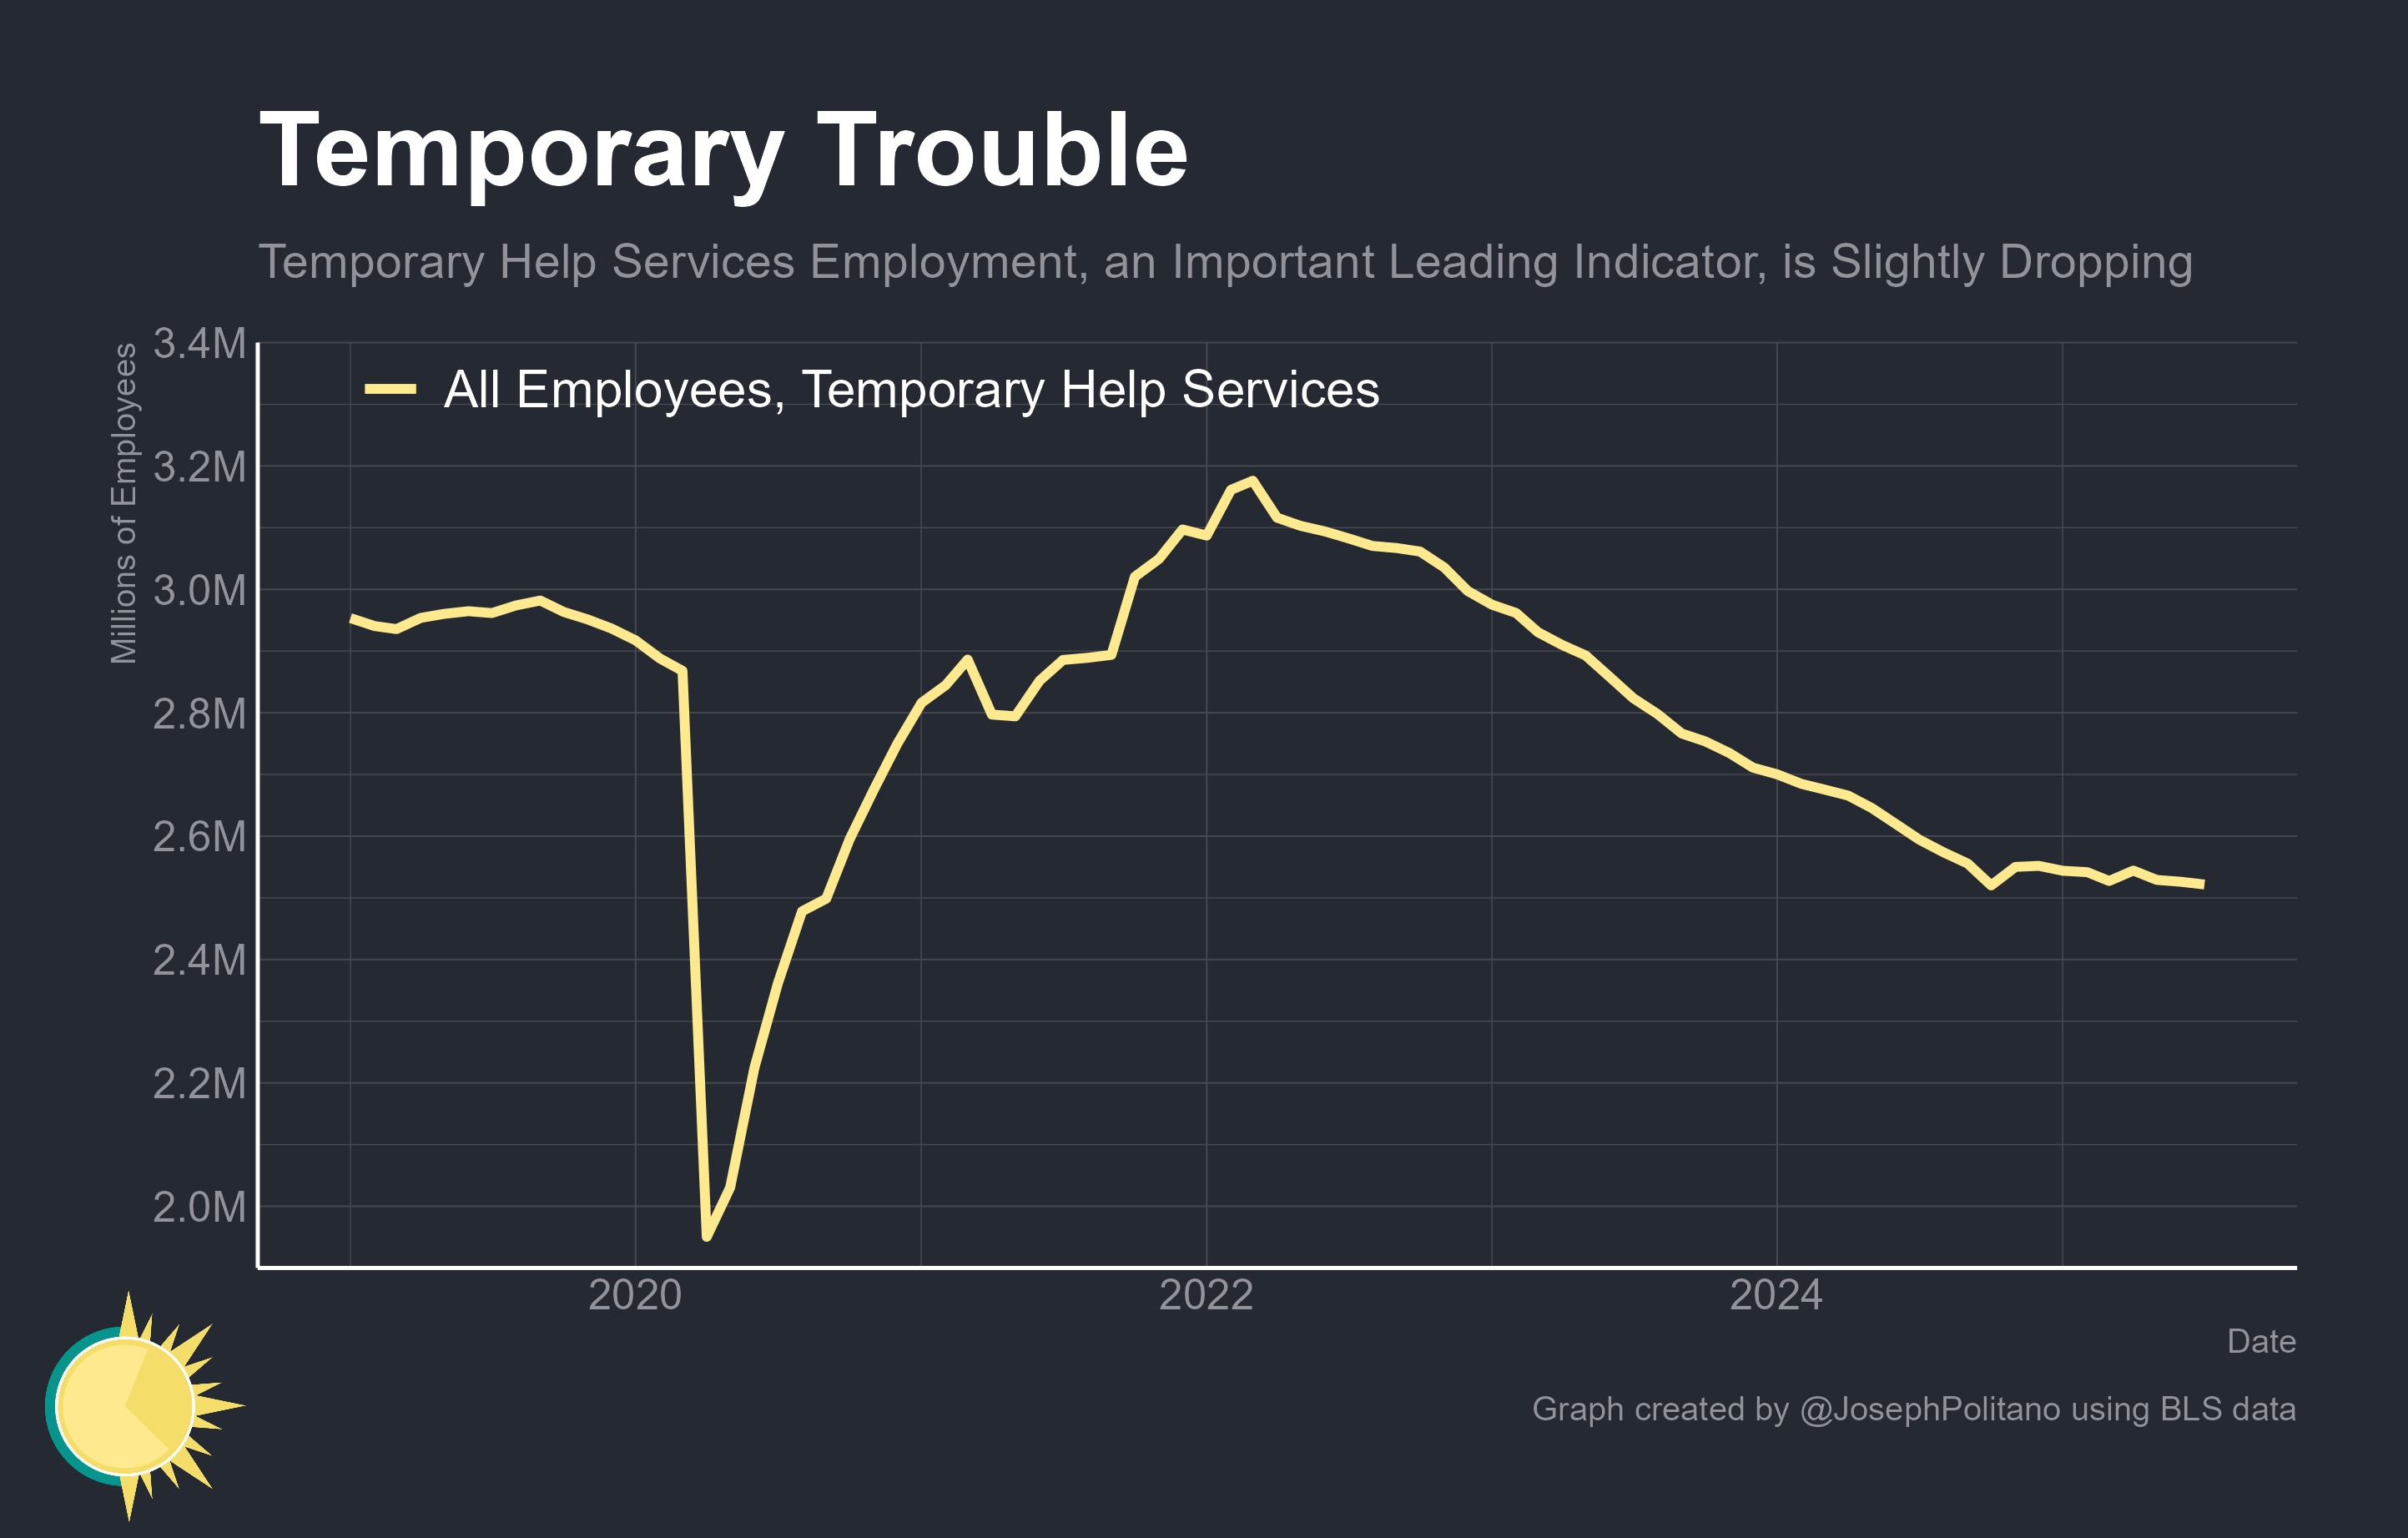 Temporary Trouble
Temporary Help Services Employment, an Important Leading Indicator, is Slightly Dropping
Millions of Employees
3.4M
All Employees, Temporary Help Services
3.2M
3.0M
2.8M
2.6M
2.4M
2.2M
2.0M
2020 2022 2024
Date
Graph created by @JosephPolitano using BLS data